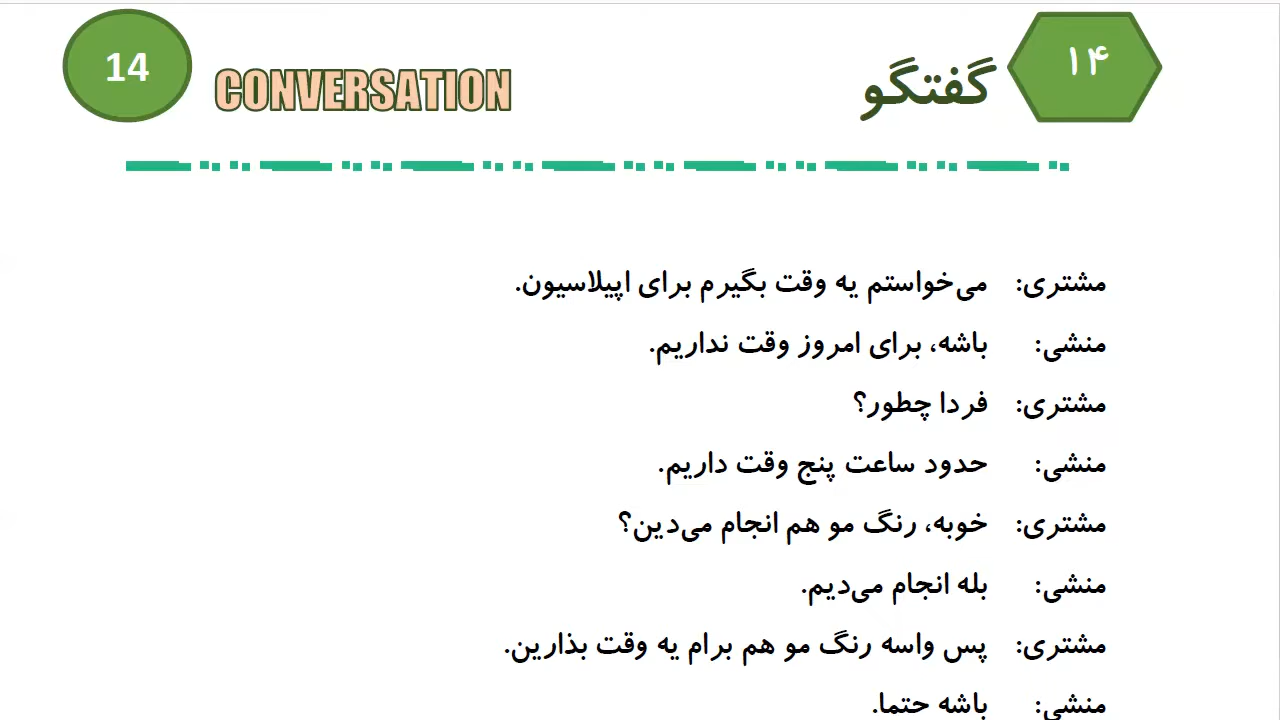 14 CONVERSATION گفتگو ۱۴
مشتری: می‌خواستم یه وقت بگیرم برای اپیلاسیون.
منشی: باشه، برای امروز وقت نداریم.
مشتری: فردا چطور؟
منشی: حدود ساعت پنج وقت داریم.
مشتری: خوبه، رنگ مو هم انجام می‌دین؟
منشی: بله انجام می‌دیم.
مشتری: پس واسه رنگ مو هم برام یه وقت بذارین.
منشی: باشه حتما.